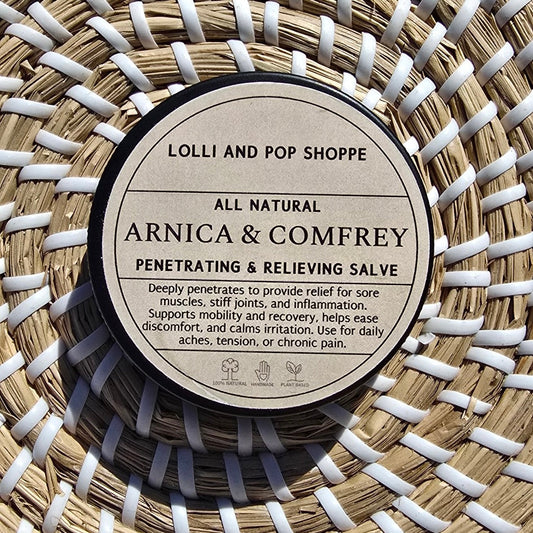 LOLLI AND POP SHOPPE
ALL NATURAL
ARNICA & COMFREY
PENETRATING & RELIEVING SALVE
Deeply penetrates to provide relief for sore
muscles, stiff joints, and inflammation.
Supports mobility and recovery, helps ease
discomfort, and calms irritation. Use for daily
aches, tension, or chronic pain.
100% NATURAL HANDMADE PLANT BASED